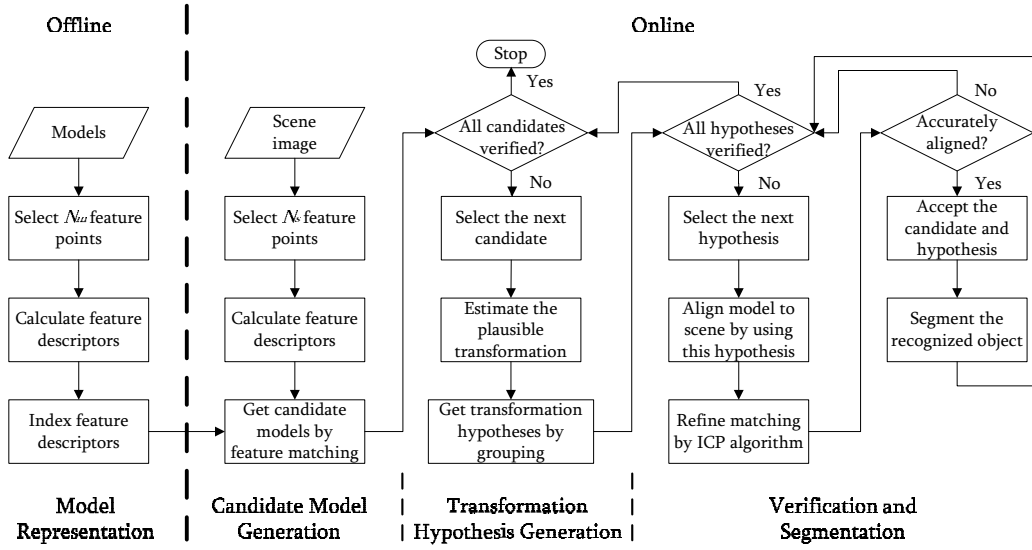 Offline
Online
Models
Select Nm feature
points
Calculate feature
descriptors
Index feature
descriptors
Model
Representation
Scene
image
Select Ns feature
points
Calculate feature
descriptors
Get candidate
models by
feature matching
Candidate Model
Generation
Stop
Yes
All candidates
verified?
No
Select the next
candidate
Estimate the
plausible
transformation
Get transformation
hypotheses by
grouping
Transformation
Hypothesis Generation
Yes
All hypotheses
verified?
No
Select the next
hypothesis
Align model to
scene by using
this hypothesis
Refine matching
by ICP algorithm
No
Accurately
aligned?
Yes
Accept the
candidate and
hypothesis
Segment the
recognized object
Verification and
Segmentation